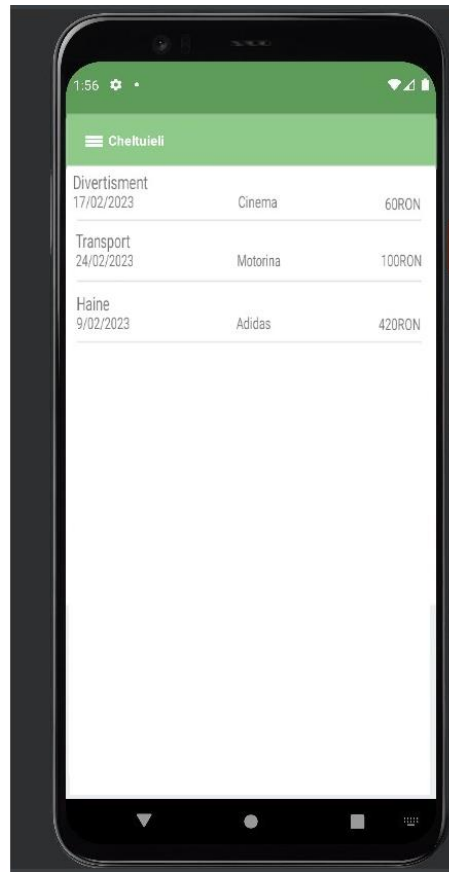 1:56
Cheltuieli
Divertisment
17/02/2023 Cinema 60RON
Transport
24/02/2023 Motorina 100RON
Haine
9/02/2023 Adidas 420RON